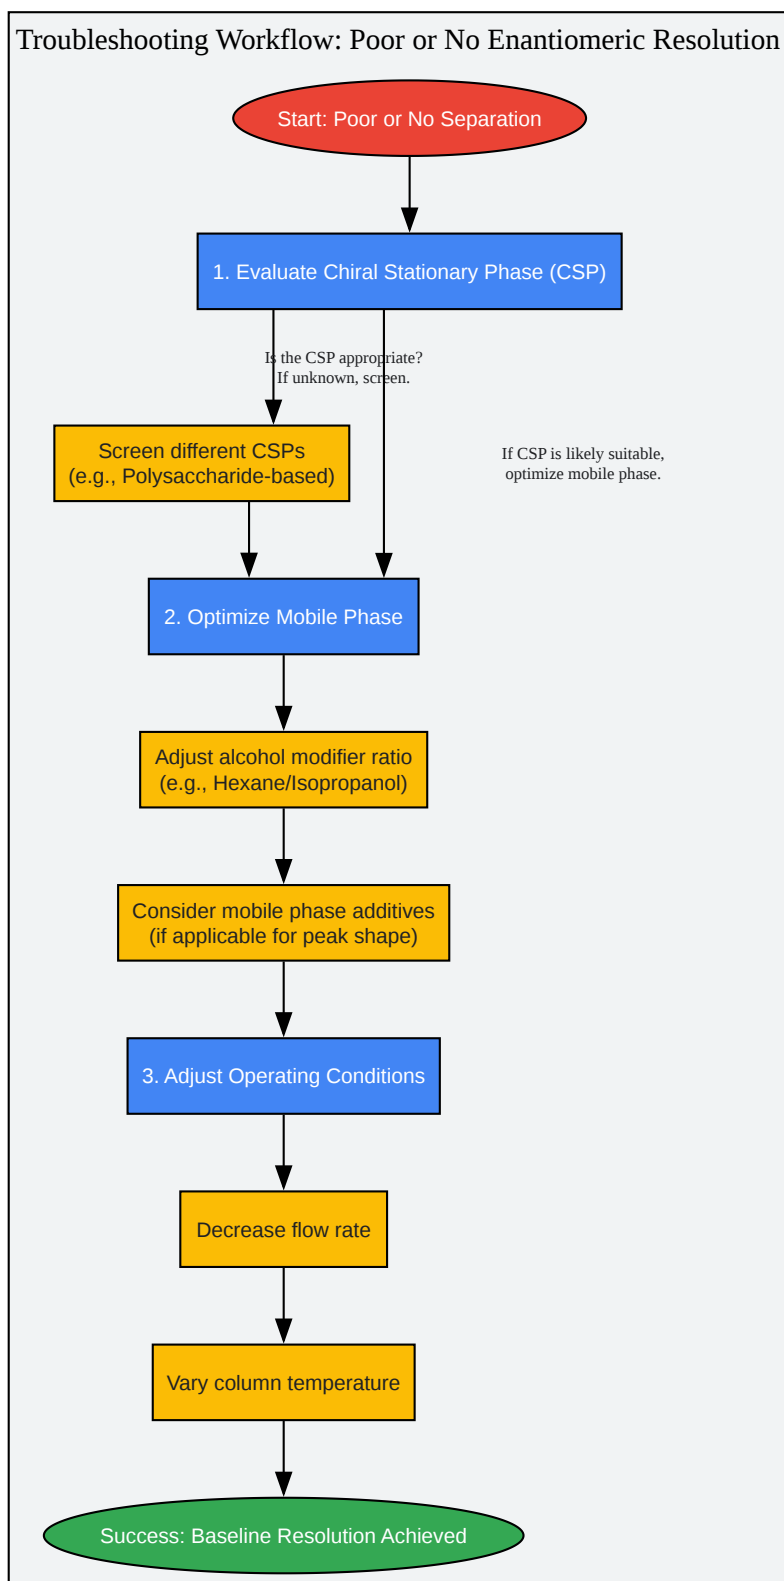 Troubleshooting Workflow: Poor or No Enantiomeric Resolution
Start: Poor or No Separation
1. Evaluate Chiral Stationary Phase (CSP)
Is the CSP appropriate?
If unknown, screen.
Screen different CSPs
(e.g., Polysaccharide-based)
If CSP is likely suitable,
optimize mobile phase.
2. Optimize Mobile Phase
Adjust alcohol modifier ratio
(e.g., Hexane/Isopropanol)
Consider mobile phase additives
(if applicable for peak shape)
3. Adjust Operating Conditions
Decrease flow rate
Vary column temperature
Success: Baseline Resolution Achieved